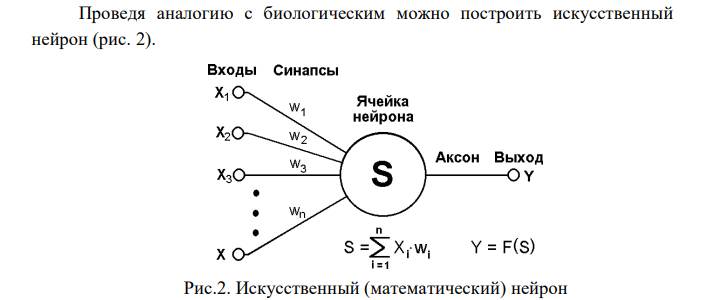 Проведя аналогию с биологическим можно построить искусственный
нейрон (рис. 2).
Входы Синапсы
X1 w1
Ячейка
нейрона
X2 w2
X3 w3
S
Аксон Выход
Y
wn
X
S = n∑i=1 Xi·wi Y = F(S)
Рис.2. Искусственный (математический) нейрон